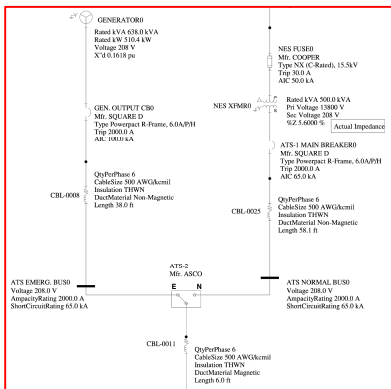 GENERATOR0
Rated kVA 638.0 kVA
Rated kW 510.4 kW
Voltage 208 V
X"d 0.1618 pu
GEN. OUTPUT CB0
Mfr. SQUARE D
Type Powerpact R-Frame, 6.0A/P/H
Trip 2000.0 A
AIC 100.0 kA
CBL-0008
QtyPerPhase 6
CableSize 500 AWG/kcmil
Insulation THWN
DuctMaterial Non-Magnetic
Length 38.0 ft
ATS EMERG. BUS0
Voltage 208.0 V
AmpacityRating 2000.0 A
ShortCircuitRating 65.0 kA
NES FUSE0
Mfr. COOPER
Type NX (C-Rated), 15.5kV
Trip 30.0 A
AIC 50.0 kA
NES XFMR0
P
S
Rated kVA 500.0 kVA
Pri Voltage 13800 V
Sec Voltage 208 V
%Z 5.6000 %
Actual Impedance
ATS-1 MAIN BREAKER0
Mfr. SQUARE D
Type Powerpact R-Frame, 6.0A/P/H
Trip 2000.0 A
AIC 65.0 kA
CBL-0025
QtyPerPhase 6
CableSize 500 AWG/kcmil
Insulation THWN
DuctMaterial Non-Magnetic
Length 58.1 ft
ATS-2
Mfr. ASCO
E N
ATS NORMAL BUS0
Voltage 208.0 V
AmpacityRating 2000.0 A
ShortCircuitRating 65.0 kA
CBL-0011
QtyPerPhase 6
CableSize 500 AWG/kcmil
Insulation THWN
DuctMaterial Magnetic
Length 6.0 ft